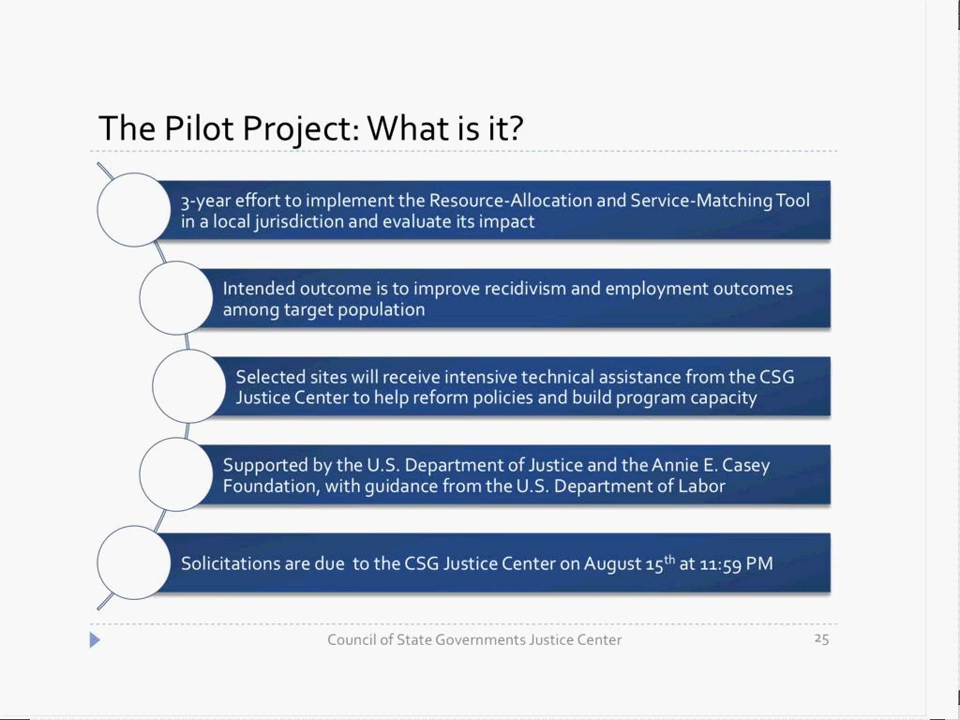 The Pilot Project: What is it?
3-year effort to implement the Resource-Allocation and Service-Matching Tool
in a local jurisdiction and evaluate its impact
Intended outcome is to improve recidivism and employment outcomes
among target population
Selected sites will receive intensive technical assistance from the CSG
Justice Center to help reform policies and build program capacity
Supported by the U.S. Department of Justice and the Annie E. Casey
Foundation, with guidance from the U.S. Department of Labor
Solicitations are due to the CSG Justice Center on August 15th at 11:59 PM
Council of State Governments Justice Center
25